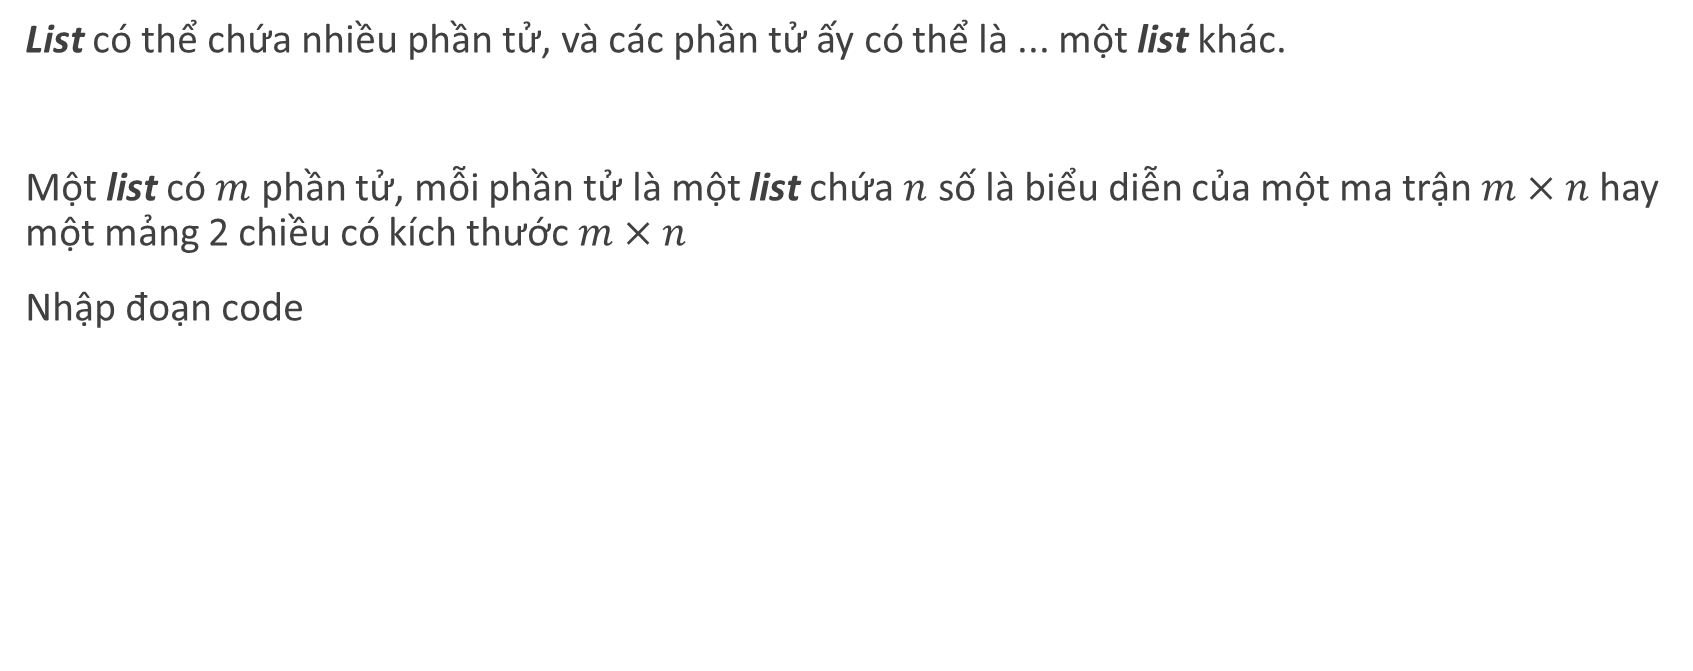 List có thể chứa nhiều phần tử, và các phần tử ấy có thể là ... một list khác.
Một list có m phần tử, mỗi phần tử là một list chứa n số là biểu diễn của một ma trận m × n hay
một mảng 2 chiều có kích thước m × n
Nhập đoạn code